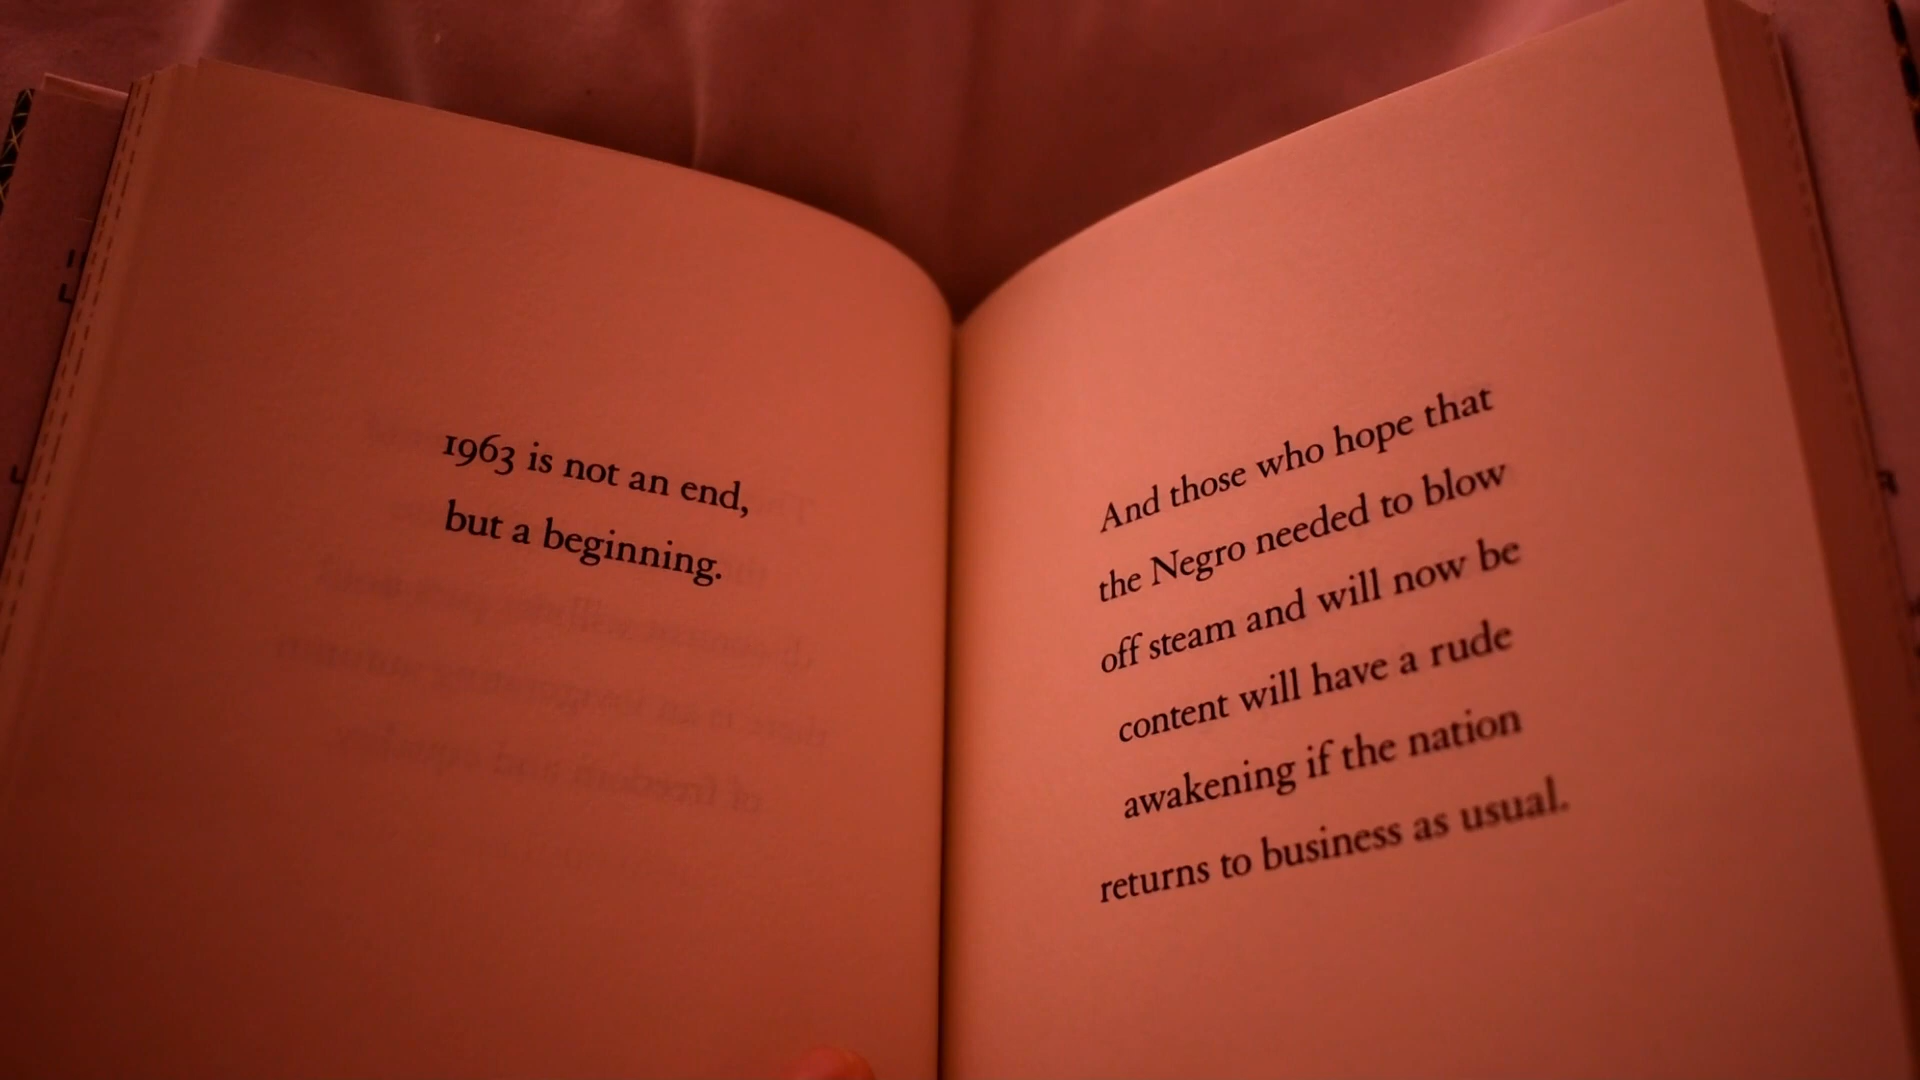 1963 is not an end,
but a beginning.
And those who hope that
the Negro needed to blow
off steam and will now be
content will have a rude
awakening if the nation
returns to business as usual.